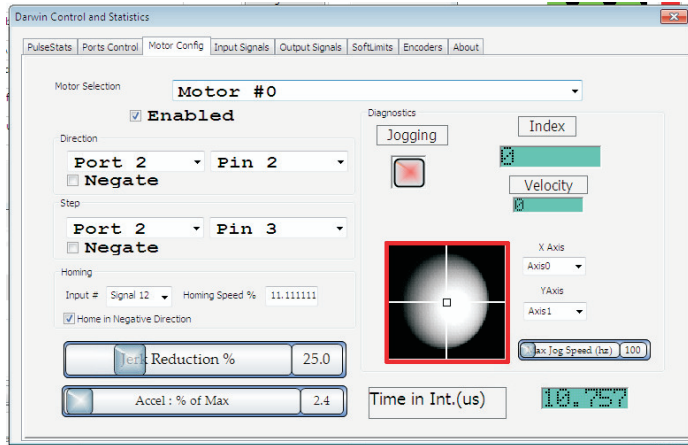 Darwin Control and Statistics
PulseStats Ports Control Motor Config Input Signals Output Signals SoftLimits Encoders About
Motor Selection Motor #0
Enabled
Diagnostics
Jogging Index
0
Velocity
0
Direction
Port 2 Pin 2
Negate
Step
Port 2 Pin 3
Negate
X Axis
Axis0
YAxis
Axis1
Homing
Input # Signal 12 Homing Speed % 11.111111
Home in Negative Direction
Jerk Reduction % 25.0
ax Jog Speed (hz) 100
Accel : % of Max 2.4
Time in Int.(us) 10.757